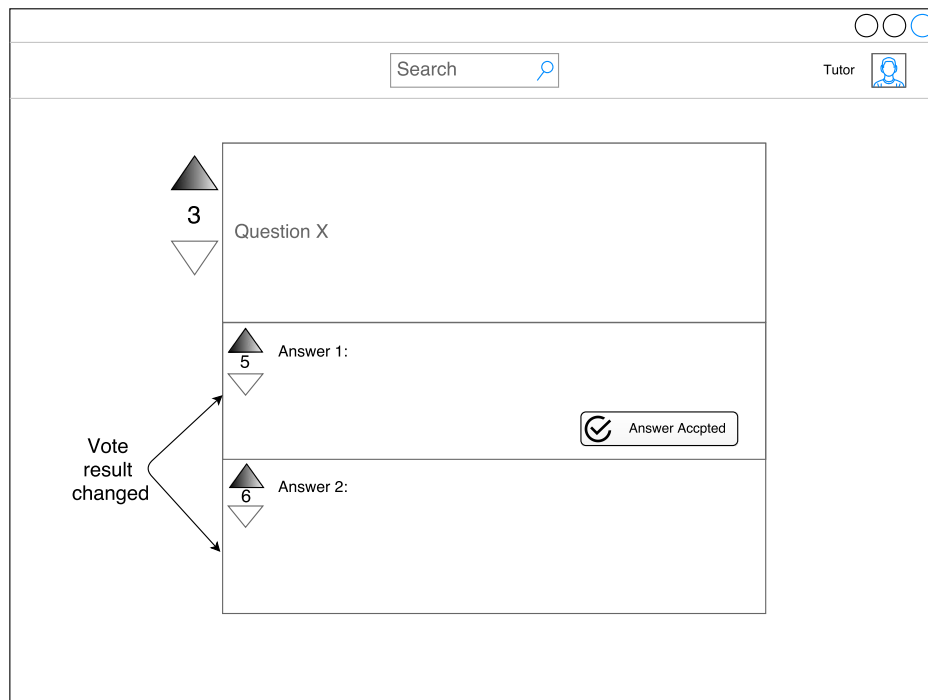 Search
Tutor
3
Question X
5
Answer 1:
Answer Accpted
Vote
result
changed
6
Answer 2: